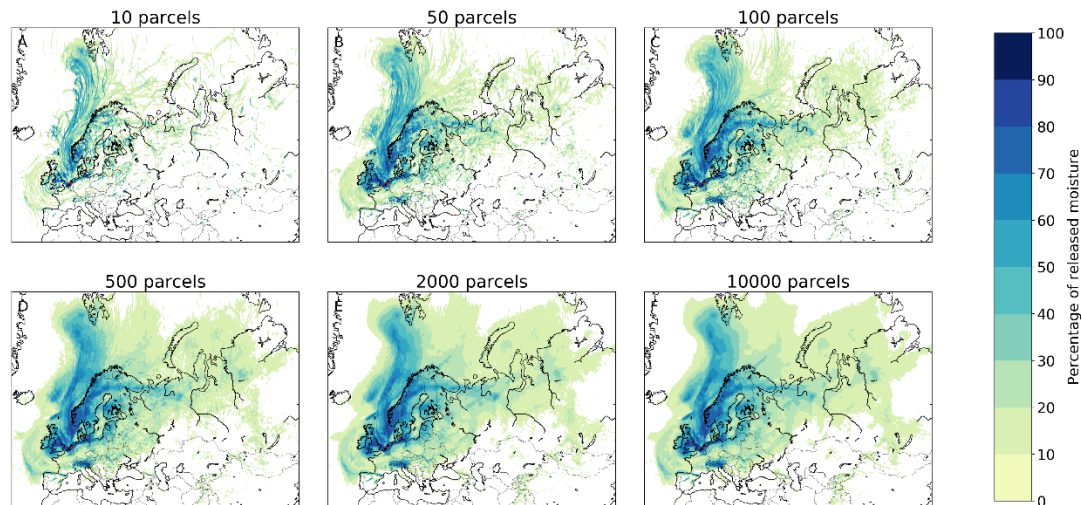 10 parcels
50 parcels
100 parcels
A
B
C
500 parcels
2000 parcels
10000 parcels
D
E
F
100
90
80
70
60
50
40
30
20
10
0
Percentage of released moisture